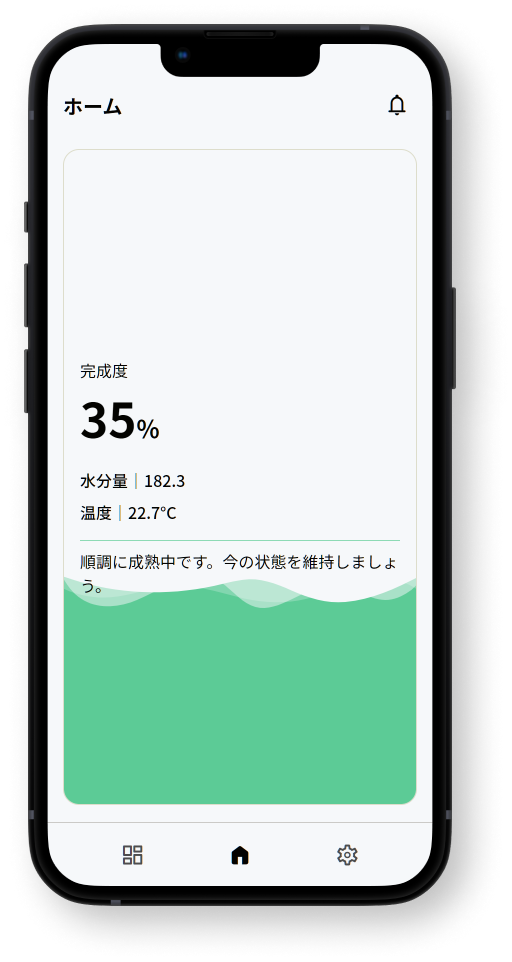 ホーム
完成度
35%
水分量｜182.3
温度｜22.7℃
順調に成熟中です。今の状態を維持しましょ
う。